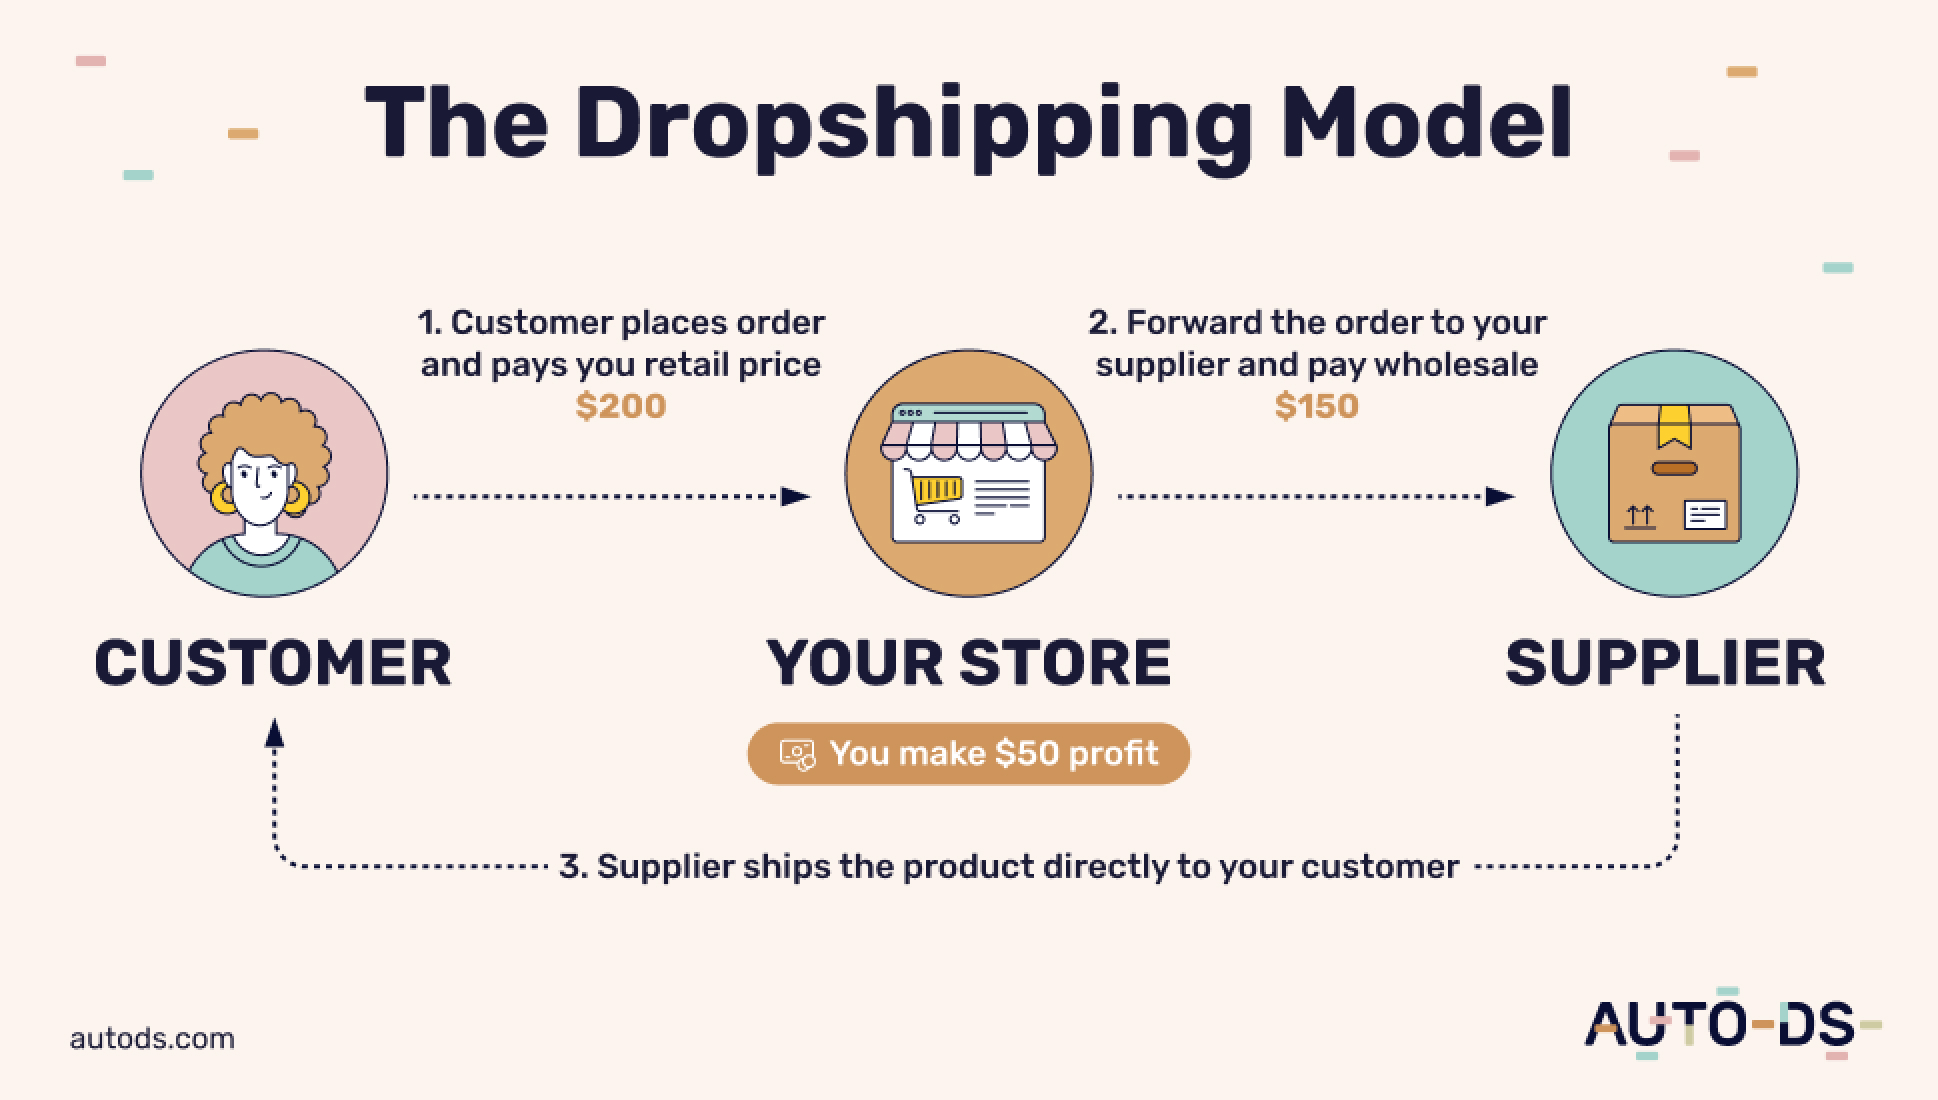 The Dropshipping Model
1. Customer places order
and pays you retail price
$200
2. Forward the order to your
supplier and pay wholesale
$150
CUSTOMER
YOUR STORE
SUPPLIER
You make $50 profit
3. Supplier ships the product directly to your customer
autods.com
AUTO-DS